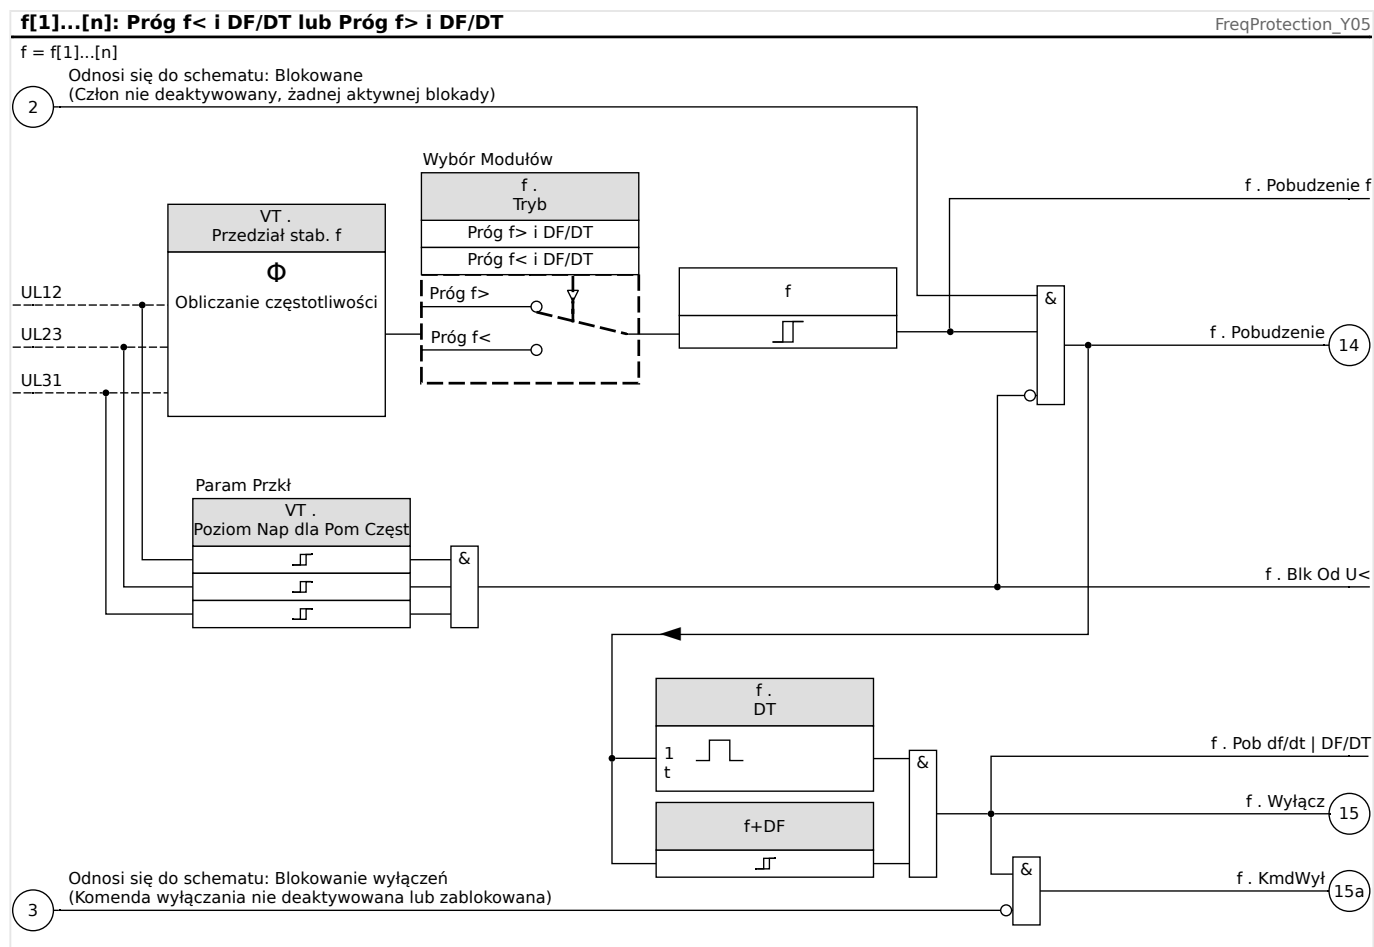 f[1]...[n]: Próg f< i DF/DT lub Próg f> i DF/DT
FreqProtection_Y05
f = f[1]...[n]
Odnosi się do schematu: Blokowane
(Człon nie deaktywowany, żadnej aktywnej blokady)
2
Wybór Modułów
f .
Tryb
Próg f> i DF/DT
Próg f< i DF/DT
Próg f>
Próg f<
VT .
Przedział stab. f
Φ
Obliczanie częstotliwości
UL12
UL23
UL31
f
&
f . Pobudzenie f
f . Pobudzenie
14
Param Przkł
VT .
Poziom Nap dla Pom Częst
&
f . Blk Od U<
f .
DT
1
t
&
f+DF
f . Pob df/dt | DF/DT
f . Wyłącz
15
&
f . KmdWył
15a
Odnosi się do schematu: Blokowanie wyłączeń
(Komenda wyłączania nie deaktywowana lub zablokowana)
3